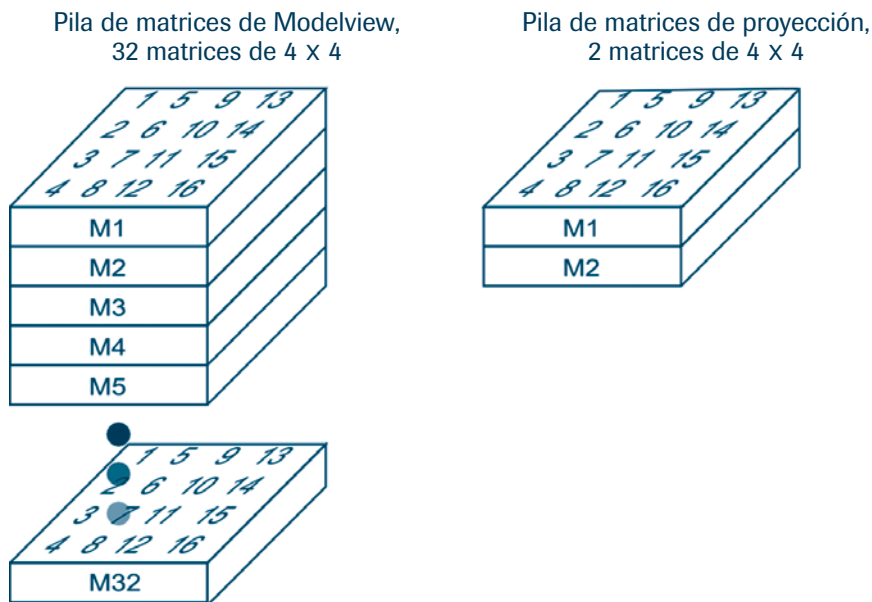 Pila de matrices de Modelview,
32 matrices de 4 x 4
1 5 9 13
2 6 10 14
3 7 11 15
4 8 12 16
M1
M2
M3
M4
M5
1 5 9 13
2 6 10 14
3 7 11 15
4 8 12 16
M32
Pila de matrices de proyección,
2 matrices de 4 x 4
1 5 9 13
2 6 10 14
3 7 11 15
4 8 12 16
M1
M2